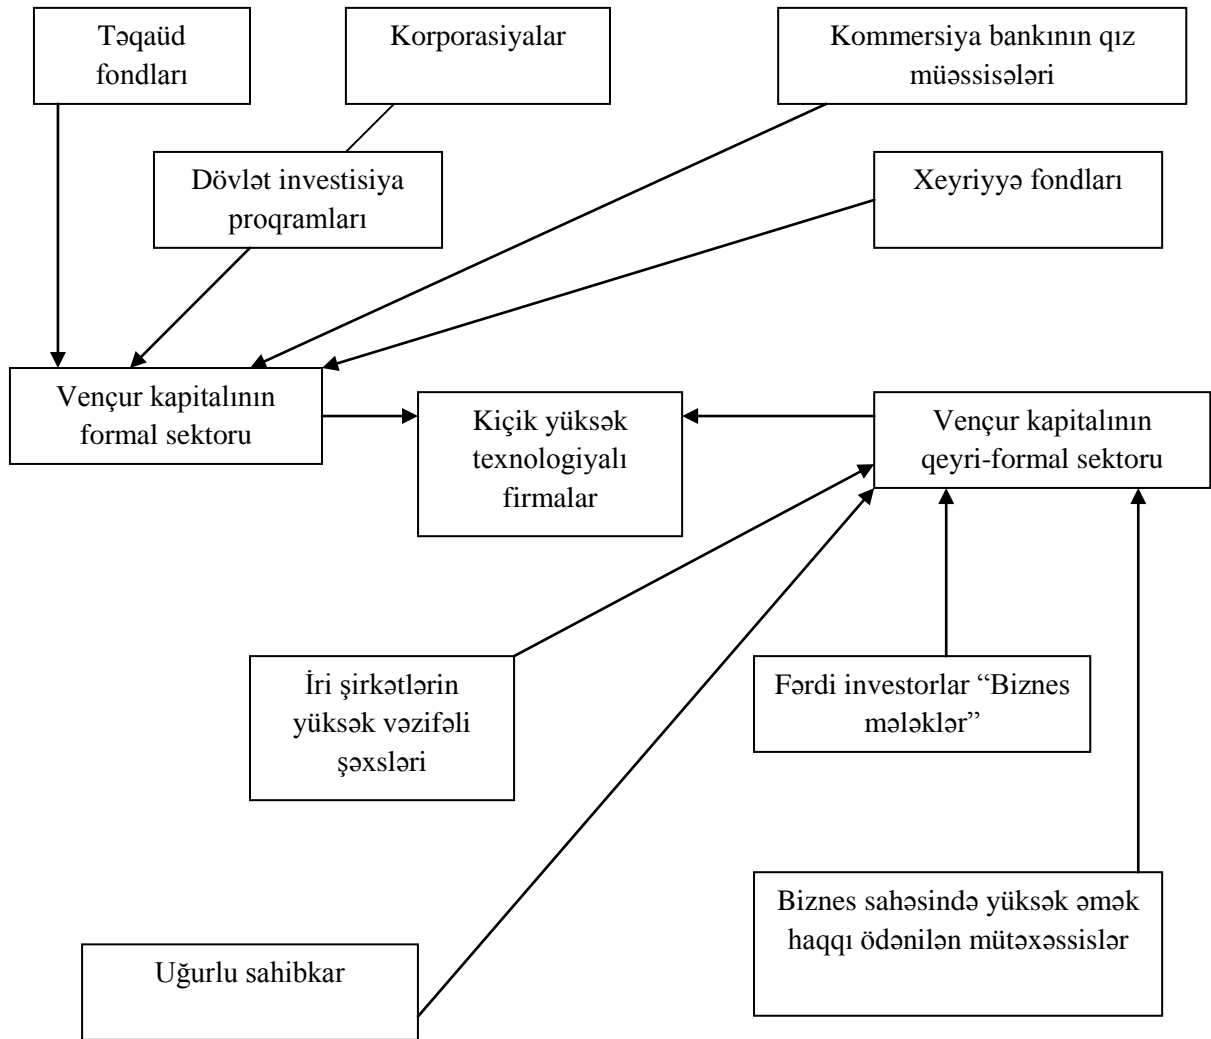 Təqaüd
fondları
Korporasiyalar
Kommersiya bankının qız
müəssisələri
Dövlət investisiya
proqramları
Xeyriyyə fondları
Vençur kapitalının
formal sektoru
Kiçik yüksək
texnologiyalı
firmalar
Vençur kapitalının
qeyri-formal sektoru
İri şirkətlərin
yüksək vəzifəli
şəxsləri
Fərdi investorlar “Biznes
mələklər”
Biznes sahəsində yüksək əmək
haqqı ödənilən mütəxəssislər
Uğurlu sahibkar